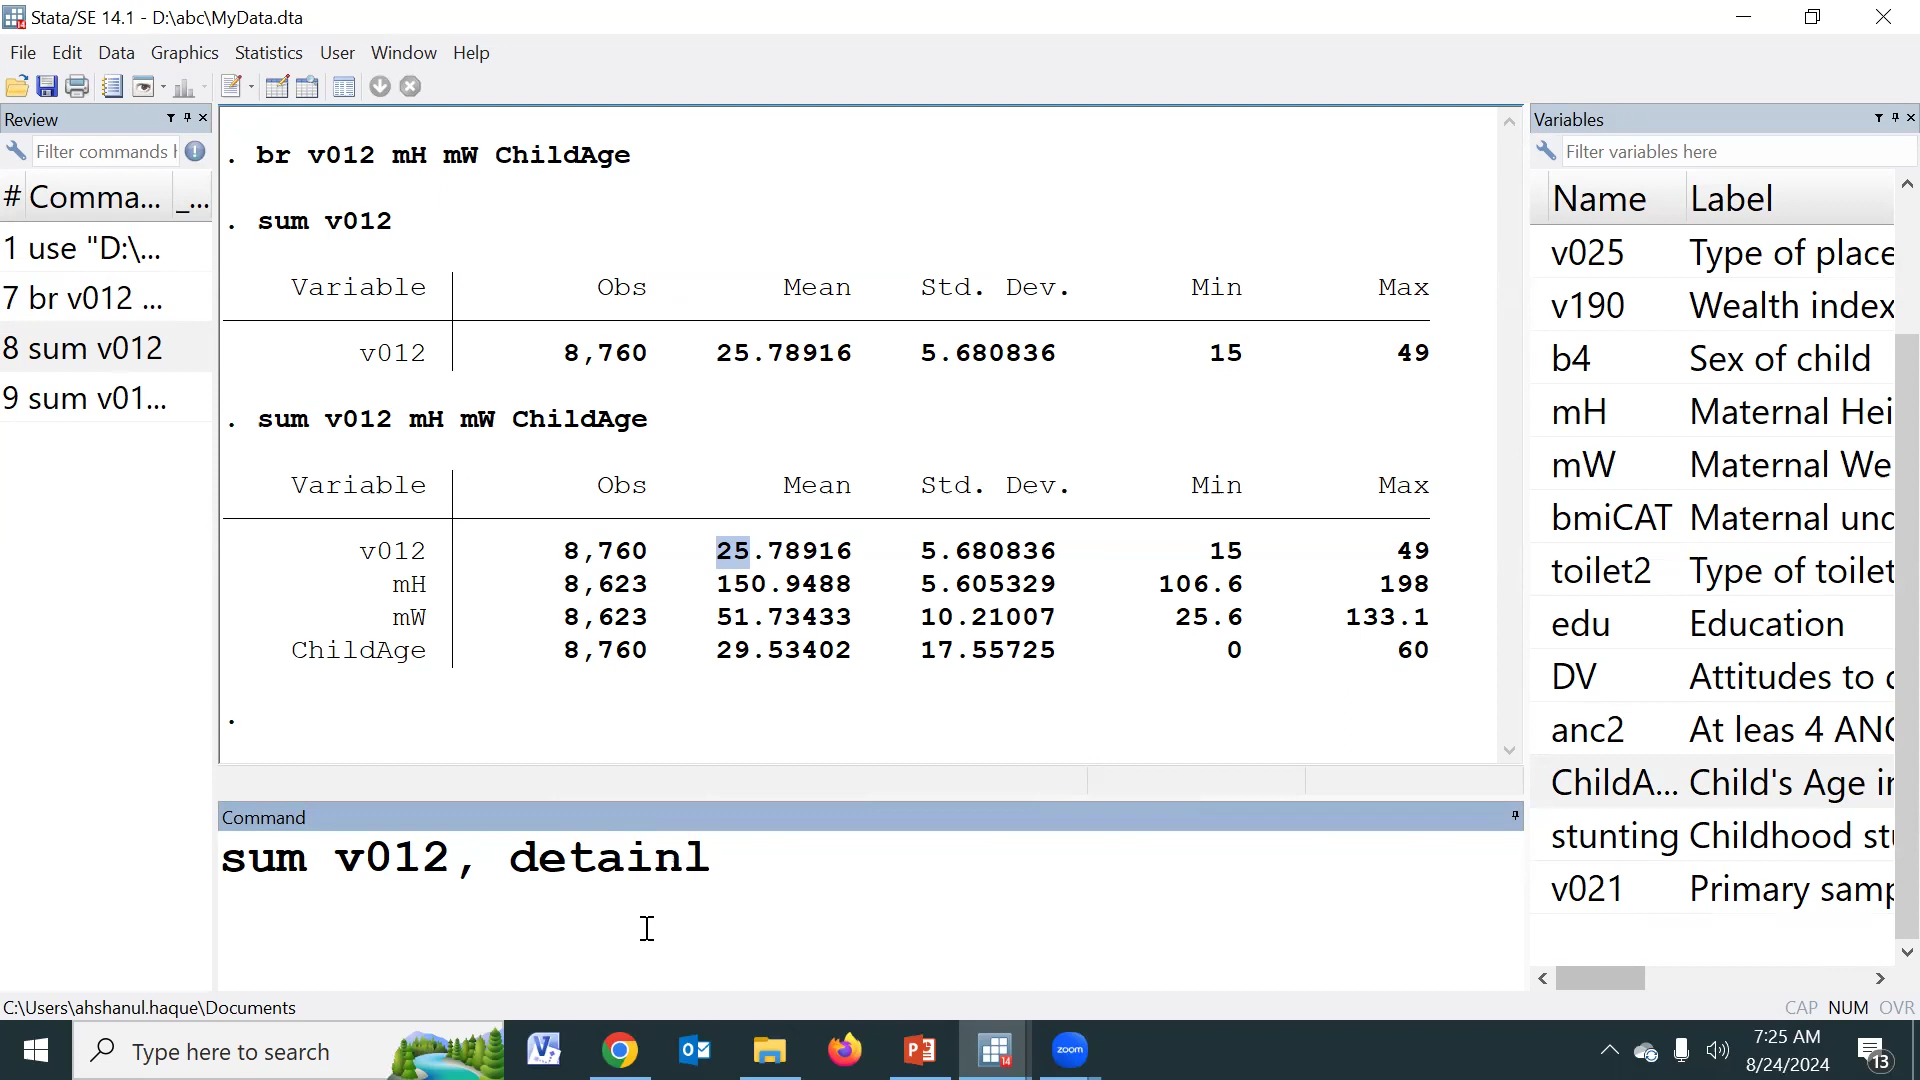 Stata/SE 14.1 - D:\abc\MyData.dta
File Edit Data Graphics Statistics User Window Help
Review
Filter commands h
# Comma... _...
1 use "D:\...
7 br v012 ...
8 sum v012
9 sum v01...
. br v012 mH mW ChildAge
. sum v012
Variable Obs Mean Std. Dev. Min Max
v012 8,760 25.78916 5.680836 15 49
. sum v012 mH mW ChildAge
Variable Obs Mean Std. Dev. Min Max
v012 8,760 25.78916 5.680836 15 49
mH 8,623 150.9488 5.605329 106.6 198
mW 8,623 51.73433 10.21007 25.6 133.1
ChildAge 8,760 29.53402 17.55725 0 60
.
Command
sum v012, detainl
Variables
Filter variables here
Name Label
v025 Type of place
v190 Wealth index
b4 Sex of child
mH Maternal Hei
mW Maternal We
bmiCAT Maternal und
toilet2 Type of toilet
edu Education
DV Attitudes to d
anc2 At leas 4 ANC
ChildA... Child's Age in
stunting Childhood stu
v021 Primary samp
C:\Users\ahshanul.haque\Documents
CAP NUM OVR
Type here to search
zoom
14
7:25 AM
8/24/2024
13